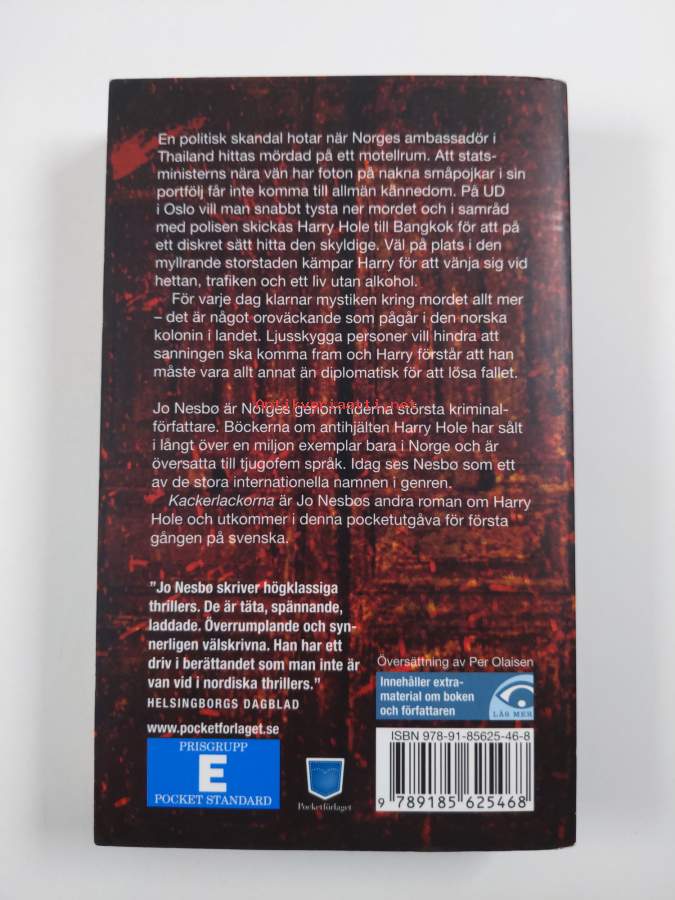 En politisk skandal hotar när Norges ambassadör i
Thailand hittas mördad på ett motellrum. Att stats-
ministerns nära vän har foton på nakna småpojkar i sin
portfölj får inte komma till allmän kännedom. På UD
i Oslo vill man snabbt tysta ner mordet och i samråd
med polisen skickas Harry Hole till Bangkok för att på
ett diskret sätt hitta den skyldige. Väl på plats i den
myllrande storstaden kämpar Harry för att vänja sig vid
hettan, trafiken och ett liv utan alkohol.
För varje dag klarnar mystiken kring mordet allt mer
– det är något oroväckande som pågår i den norska
kolonin i landet. Ljusskygga personer vill hindra att
sanningen ska komma fram och Harry förstår att han
måste vara allt annat än diplomatisk för att lösa fallet.
Antikvariaatti.net
Jo Nesbø är Norges genom tiderna största kriminal-
författare. Böckerna om antihjälten Harry Hole har sålt
i långt över en miljon exemplar bara i Norge och är
översatta till tjugofem språk. Idag ses Nesbø som ett
av de stora internationella namnen i genren.
Kackerlackorna är Jo Nesbøs andra roman om Harry
Hole och utkommer i denna pocketutgåva för första
gången på svenska.
”Jo Nesbø skriver högklassiga
thrillers. De är täta, spännande,
laddade. Överrumplande och syn-
nerligen välskrivna. Han har ett
driv i berättandet som man inte är
van vid i nordiska thrillers.”
HELSINGBORGS DAGBLAD
www.pocketforlaget.se
PRISGRUPP
E
POCKET STANDARD
Pocketförlaget
Översättning av Per Olaisen
Innehåller extra-
material om boken
och författaren
LÄS MER
ISBN 978-91-85625-46-8
9 789185 625468